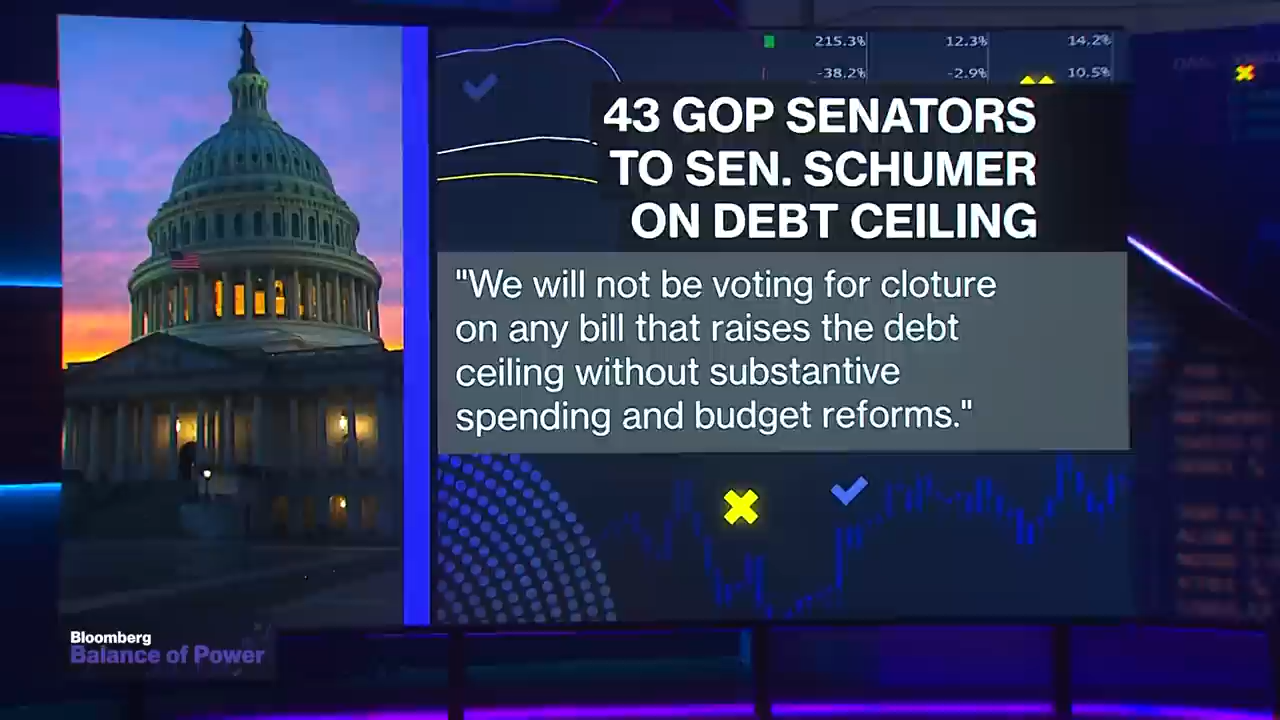 215.3% 12.3% 14.2%
-38.2% -2.9% 10.5%
43 GOP SENATORS
TO SEN. SCHUMER
ON DEBT CEILING
"We will not be voting for cloture
on any bill that raises the debt
ceiling without substantive
spending and budget reforms."
Bloomberg
Balance of Power